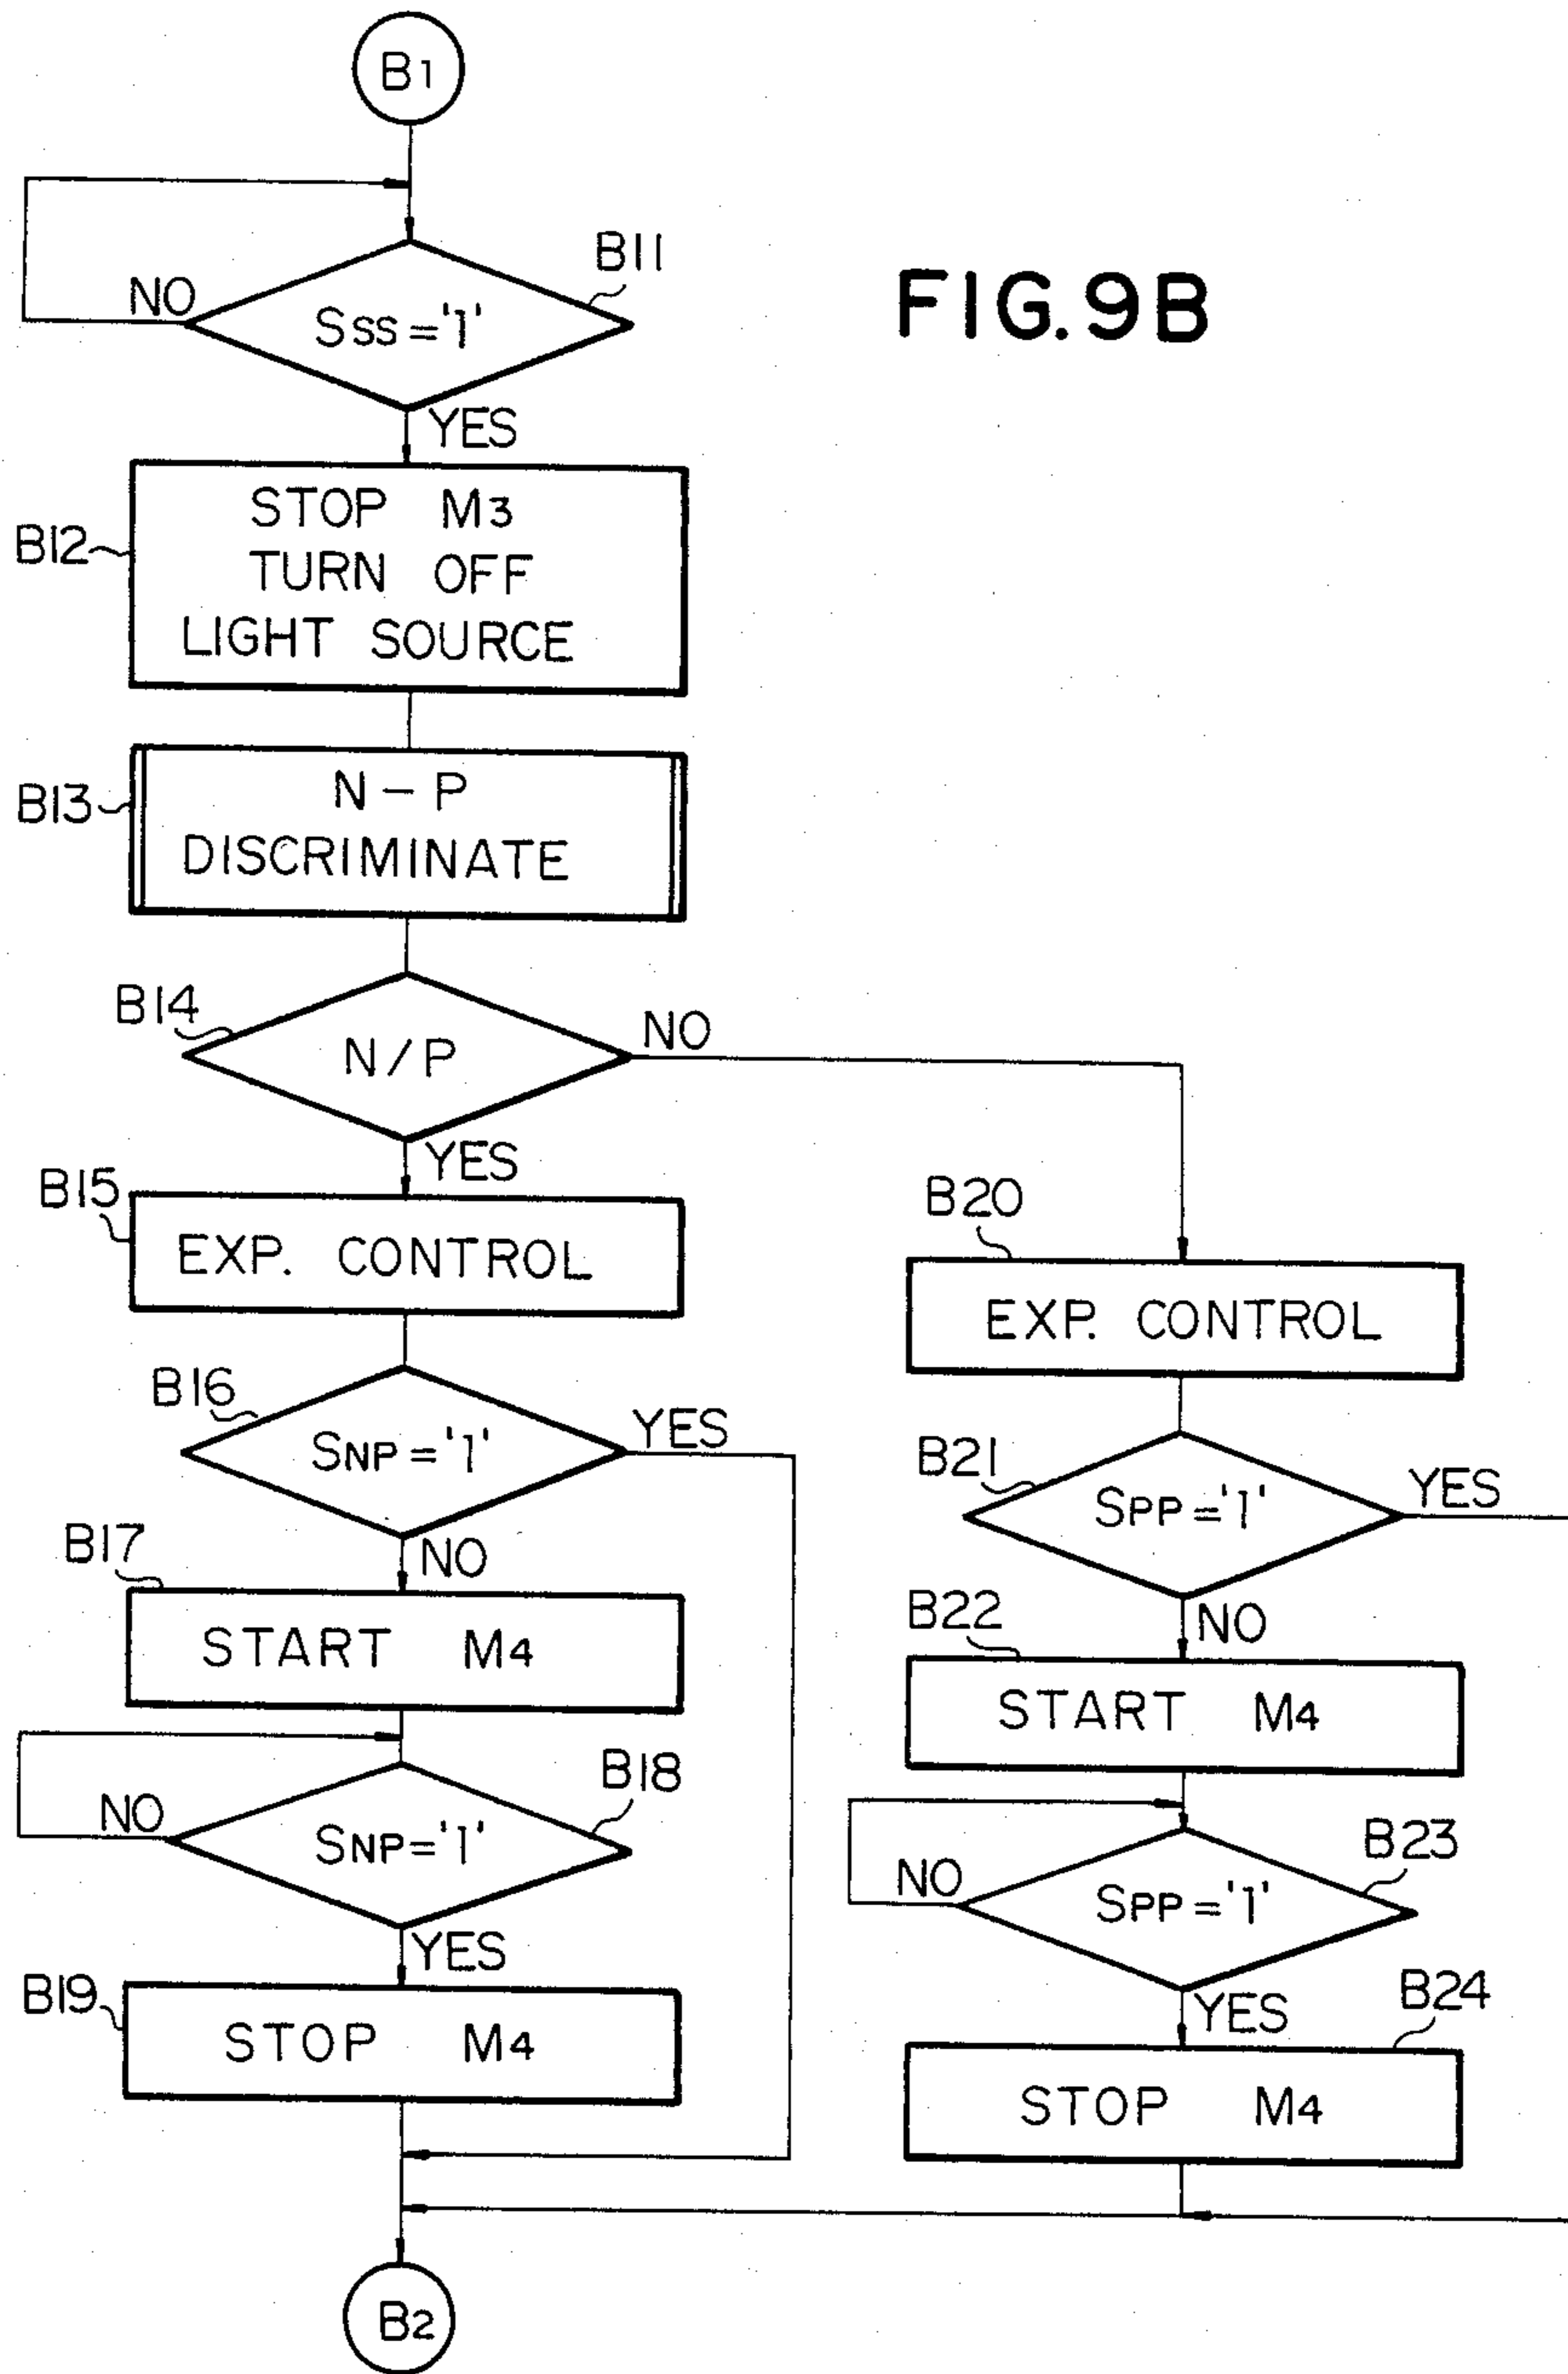 B1
FIG.9B
B11
NO
SSS='1'
YES
B12
STOP M3
TURN OFF
LIGHT SOURCE
B13
N-P
DISCRIMINATE
B14
N/P
NO
YES
B15
EXP. CONTROL
B16
SNP='1'
YES
NO
B17
START M4
B18
NO
SNP='1'
YES
B19
STOP M4
B20
EXP. CONTROL
B21
SPP='1'
YES
NO
B22
START M4
B23
NO
SPP='1'
YES
B24
STOP M4
B2